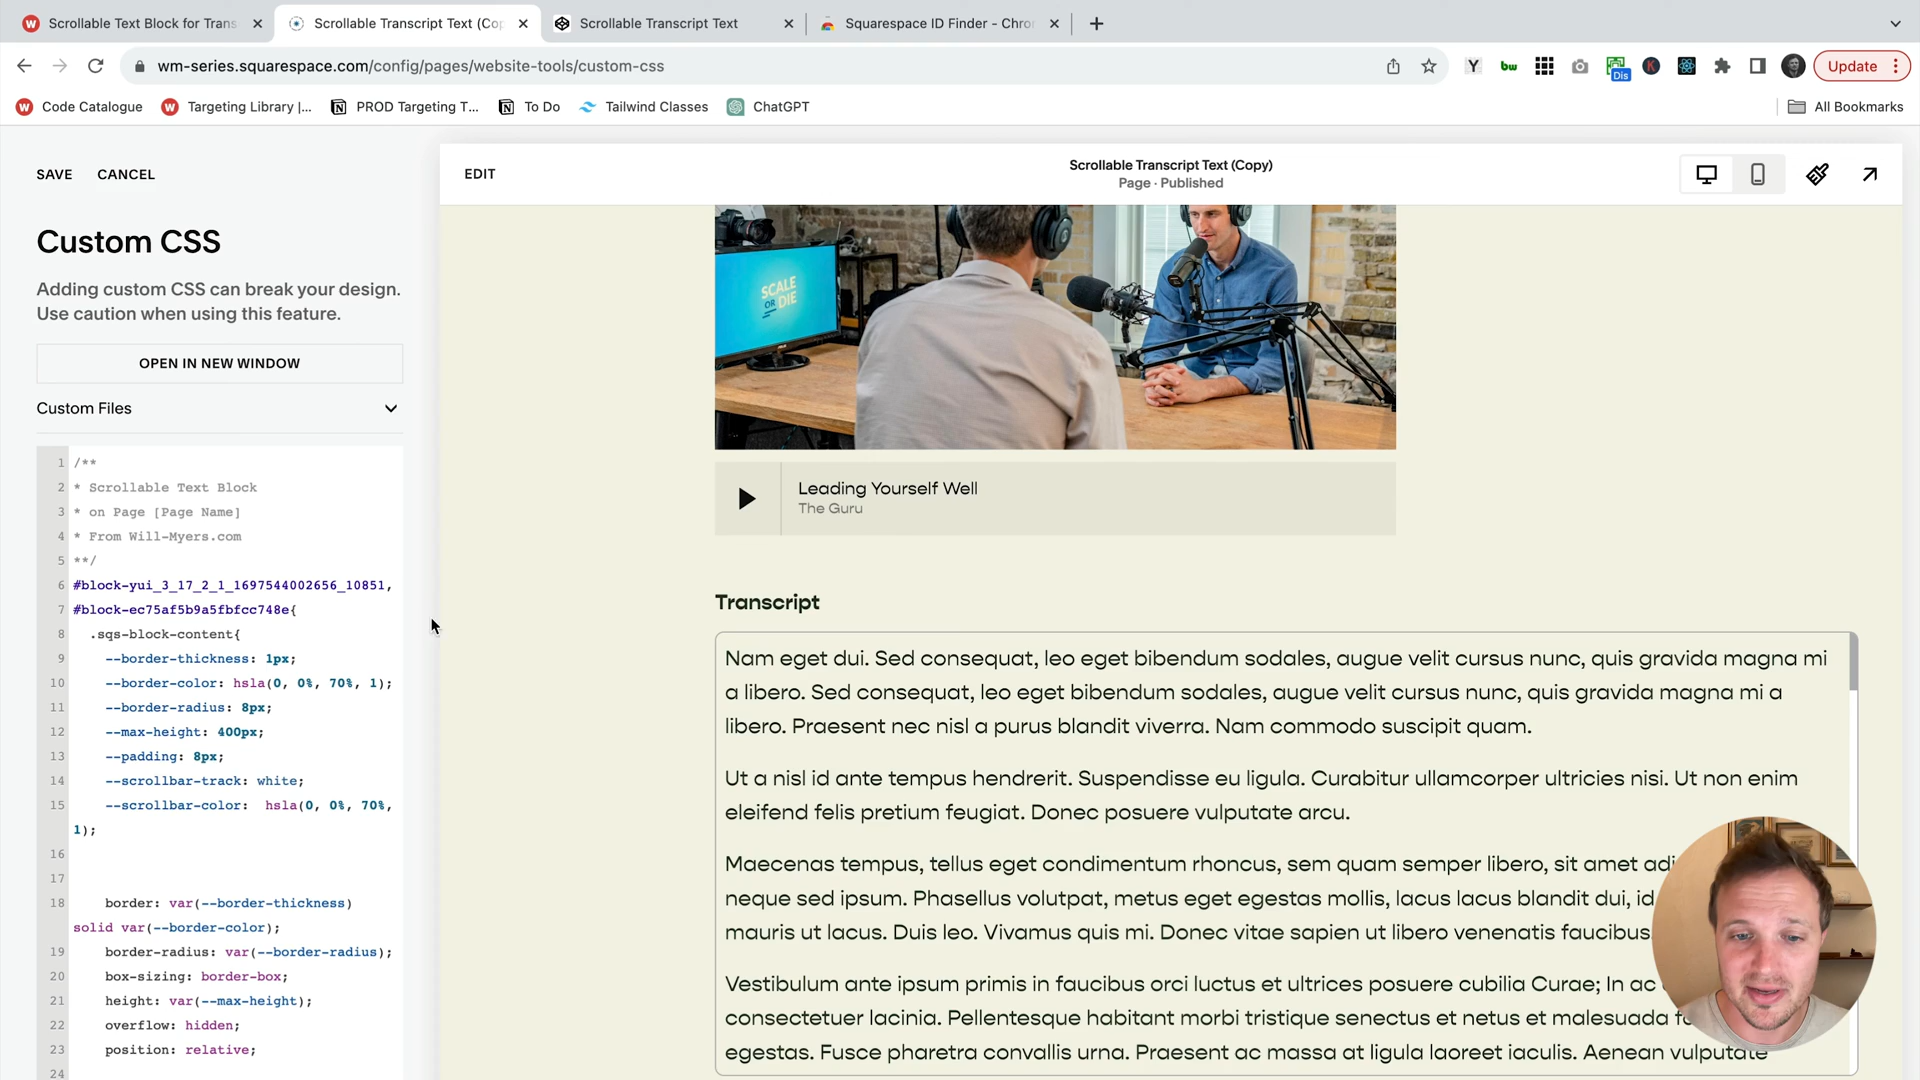 Scrollable Text Block for Trans
Scrollable Transcript Text (Co
Scrollable Transcript Text
Squarespace ID Finder - Chro
wm-series.squarespace.com/config/pages/website-tools/custom-css
Update
Code Catalogue
Targeting Library |...
PROD Targeting T...
To Do
Tailwind Classes
ChatGPT
All Bookmarks
SAVE
CANCEL
EDIT
Scrollable Transcript Text (Copy)
Page · Published
Custom CSS
Adding custom CSS can break your design.
Use caution when using this feature.
OPEN IN NEW WINDOW
Custom Files
1 /**
2 * Scrollable Text Block
3 * on Page [Page Name]
4 * From Will-Myers.com
5 **/
6 #block-yui_3_17_2_1_1697544002656_10851,
7 #block-ec75af5b9a5fbfcc748e{
8 .sqs-block-content{
9 --border-thickness: 1px;
10 --border-color: hsla(0, 0%, 70%, 1);
11 --border-radius: 8px;
12 --max-height: 400px;
13 --padding: 8px;
14 --scrollbar-track: white;
15 --scrollbar-color: hsla(0, 0%, 70%,
1);
16
17
18 border: var(--border-thickness)
solid var(--border-color);
19 border-radius: var(--border-radius);
20 box-sizing: border-box;
21 height: var(--max-height);
22 overflow: hidden;
23 position: relative;
24
SCALE
OR DIE
Leading Yourself Well
The Guru
Transcript
Nam eget dui. Sed consequat, leo eget bibendum sodales, augue velit cursus nunc, quis gravida magna mi
a libero. Sed consequat, leo eget bibendum sodales, augue velit cursus nunc, quis gravida magna mi a
libero. Praesent nec nisl a purus blandit viverra. Nam commodo suscipit quam.
Ut a nisl id ante tempus hendrerit. Suspendisse eu ligula. Curabitur ullamcorper ultricies nisi. Ut non enim
eleifend felis pretium feugiat. Donec posuere vulputate arcu.
Maecenas tempus, tellus eget condimentum rhoncus, sem quam semper libero, sit amet adi
neque sed ipsum. Phasellus volutpat, metus eget egestas mollis, lacus lacus blandit dui, id
mauris ut lacus. Duis leo. Vivamus quis mi. Donec vitae sapien ut libero venenatis faucibus.
Vestibulum ante ipsum primis in faucibus orci luctus et ultrices posuere cubilia Curae; In ac
consectetuer lacinia. Pellentesque habitant morbi tristique senectus et netus et malesuada fa
egestas. Fusce pharetra convallis urna. Praesent ac massa at ligula laoreet iaculis. Aenean vulputate